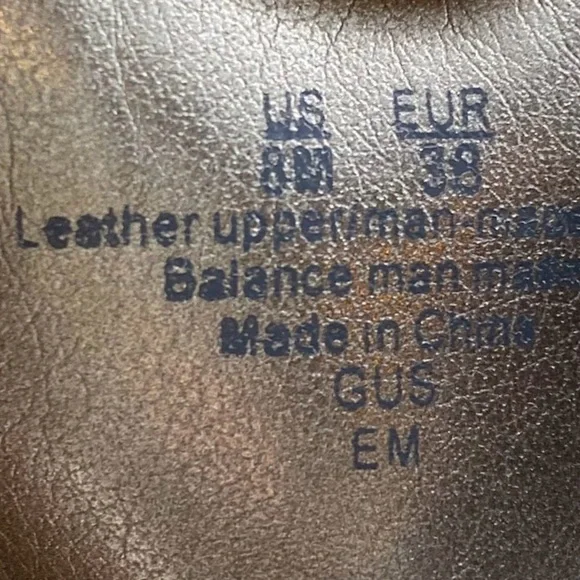 US EUR
8M 38
Leather upper/man-made
Balance man made
Made in China
GUS
EM